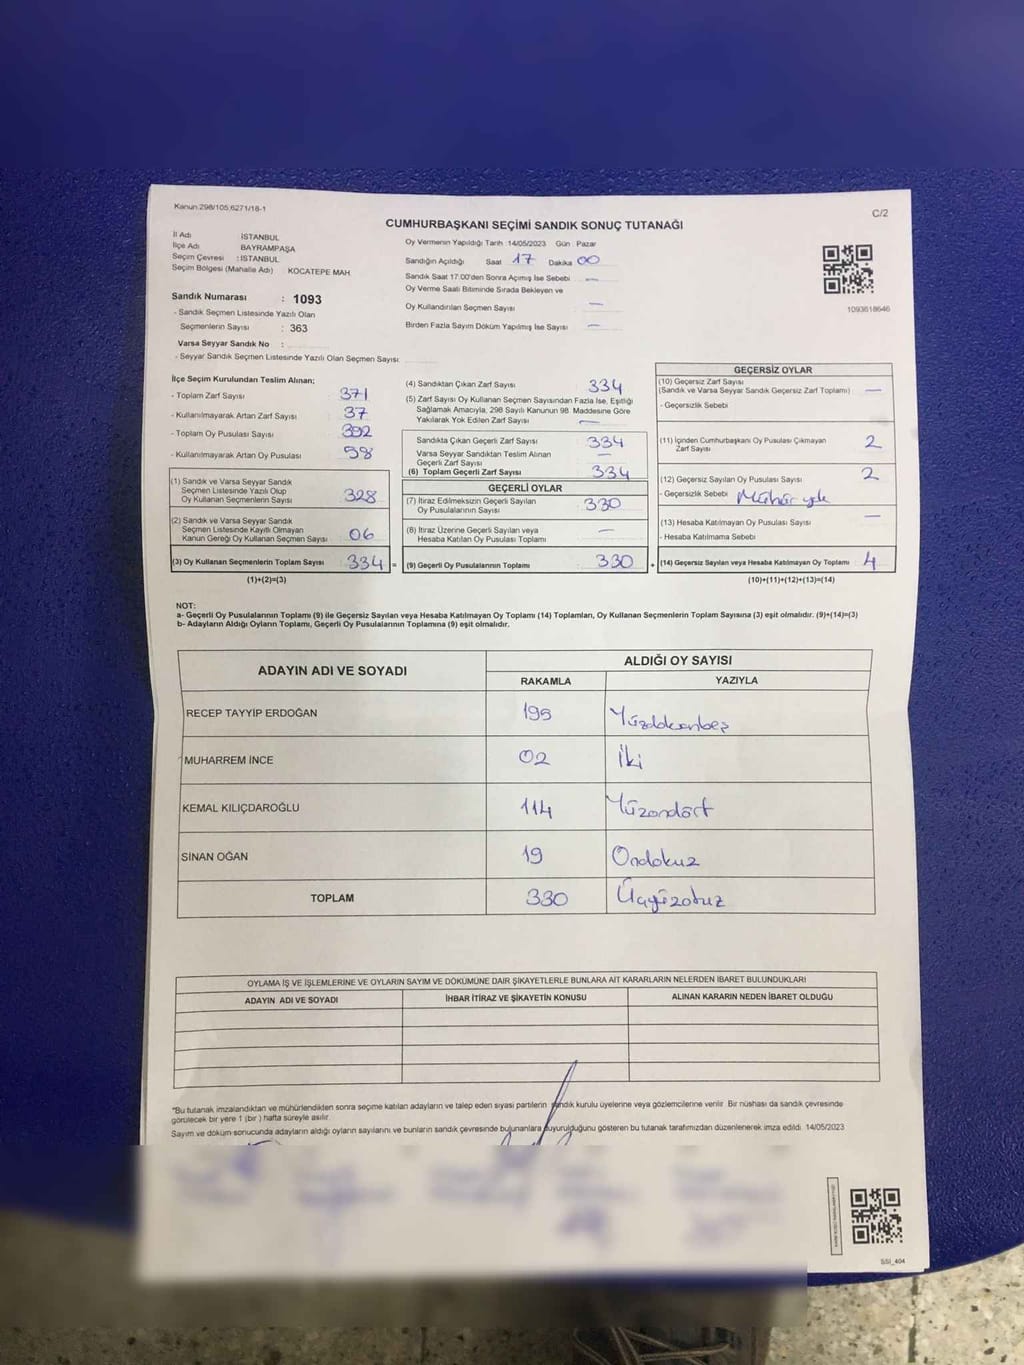 Kanun:298/105,6271/18-1
C/2
CUMHURBAŞKANI SEÇİMİ SANDIK SONUÇ TUTANAĞI
İl Adı İSTANBUL
İlçe Adı BAYRAMPAŞA
Seçim Çevresi : İSTANBUL
Seçim Bölgesi (Mahalle Adı) KOCATEPE MAH
Sandık Numarası : 1093
- Sandık Seçmen Listesinde Yazılı Olan
Seçmenlerin Sayısı : 363
Varsa Seyyar Sandık No :
- Seyyar Sandık Seçmen Listesinde Yazılı Olan Seçmen Sayısı:
Oy Vermenin Yapıldığı Tarih :14/05/2023 Gün : Pazar
Sandığın Açıldığı Saat 17 Dakika 00
Sandık Saat 17:00'den Sonra Açımış İse Sebebi —
Oy Verme Saati Bitiminde Sırada Bekleyen ve
Oy Kullandırılan Seçmen Sayısı —
Birden Fazla Sayım Döküm Yapılmış İse Sayısı —
1093618646
İlçe Seçim Kurulundan Teslim Alınan;
- Toplam Zarf Sayısı 371
- Kullanılmayarak Artan Zarf Sayısı 37
- Toplam Oy Pusulası Sayısı 392
- Kullanılmayarak Artan Oy Pusulası 58
(1) Sandık ve Varsa Seyyar Sandık
Seçmen Listesinde Yazılı Olup
Oy Kullanan Seçmenlerin Sayısı 328
(2) Sandık ve Varsa Seyyar Sandık
Seçmen Listesinde Kayıtlı Olmayan
Kanun Gereği Oy Kullanan Seçmen Sayısı 06
(3) Oy Kullanan Seçmenlerin Toplam Sayısı 334 =
(1)+(2)=(3)
(4) Sandıktan Çıkan Zarf Sayısı 334
(5) Zarf Sayısı Oy Kullanan Seçmen Sayısından Fazla İse, Eşitliği
Sağlamak Amacıyla, 298 Sayılı Kanunun 98. Maddesine Göre
Yakılarak Yok Edilen Zarf Sayısı —
Sandıkta Çıkan Geçerli Zarf Sayısı 334
Varsa Seyyar Sandıktan Teslim Alınan
Geçerli Zarf Sayısı —
(6) Toplam Geçerli Zarf Sayısı 334
GEÇERLİ OYLAR
(7) İtiraz Edilmeksizin Geçerli Sayılan
Oy Pusulalarının Sayısı 330
(8) İtiraz Üzerine Geçerli Sayılan veya
Hesaba Katılan Oy Pusulası Toplamı —
(9) Geçerli Oy Pusulalarının Toplamı 330 +
GEÇERSİZ OYLAR
(10) Geçersiz Zarf Sayısı
(Sandık ve Varsa Seyyar Sandık Geçersiz Zarf Toplamı) —
- Geçersizlik Sebebi
(11) İçinden Cumhurbaşkanı Oy Pusulası Çıkmayan
Zarf Sayısı 2
(12) Geçersiz Sayılan Oy Pusulası Sayısı 2
- Geçersizlik Sebebi
(13) Hesaba Katılmayan Oy Pusulası Sayısı —
- Hesaba Katılmama Sebebi
(14) Geçersiz Sayılan veya Hesaba Katılmayan Oy Toplamı 4
(10)+(11)+(12)+(13)=(14)
NOT:
a- Geçerli Oy Pusulalarının Toplamı (9) ile Geçersiz Sayılan veya Hesaba Katılmayan Oy Toplamı (14) Toplamları, Oy Kullanan Seçmenlerin Toplam Sayısına (3) eşit olmalıdır. (9)+(14)=(3)
b- Adayların Aldığı Oyların Toplamı, Geçerli Oy Pusulalarının Toplamına (9) eşit olmalıdır.
ADAYIN ADI VE SOYADI ALDIĞI OY SAYISI
RAKAMLA YAZIYLA
RECEP TAYYİP ERDOĞAN 195 Yüzdoksanbeş
MUHARREM İNCE 02 İki
KEMAL KILIÇDAROĞLU 114 Yüzondört
SİNAN OĞAN 19 Ondokuz
TOPLAM 330 Üçyüzotuz
OYLAMA İŞ VE İŞLEMLERİNE VE OYLARIN SAYIM VE DÖKÜMÜNE DAİR ŞİKAYETLERLE BUNLARA AİT KARARLARIN NELERDEN İBARET BULUNDUKLARI
ADAYIN ADI VE SOYADI İHBAR İTİRAZ VE ŞİKAYETİN KONUSU ALINAN KARARIN NEDEN İBARET OLDUĞU
*Bu tutanak imzalandıktan ve mühürlendikten sonra seçime katılan adayların ve talep eden siyasi partilerin sandık kurulu üyelerine veya gözlemcilerine verilir. Bir nüshası da sandık çevresinde
görülecek bir yere 1 (bir ) hafta süreyle asılır.
Sayım ve döküm sonucunda adayların aldığı oyların sayılarını ve bunların sandık çevresinde bulunanlara duyurulduğunu gösteren bu tutanak tarafımızdan düzenlenerek imza edildi. 14/05/2023
SSI_404